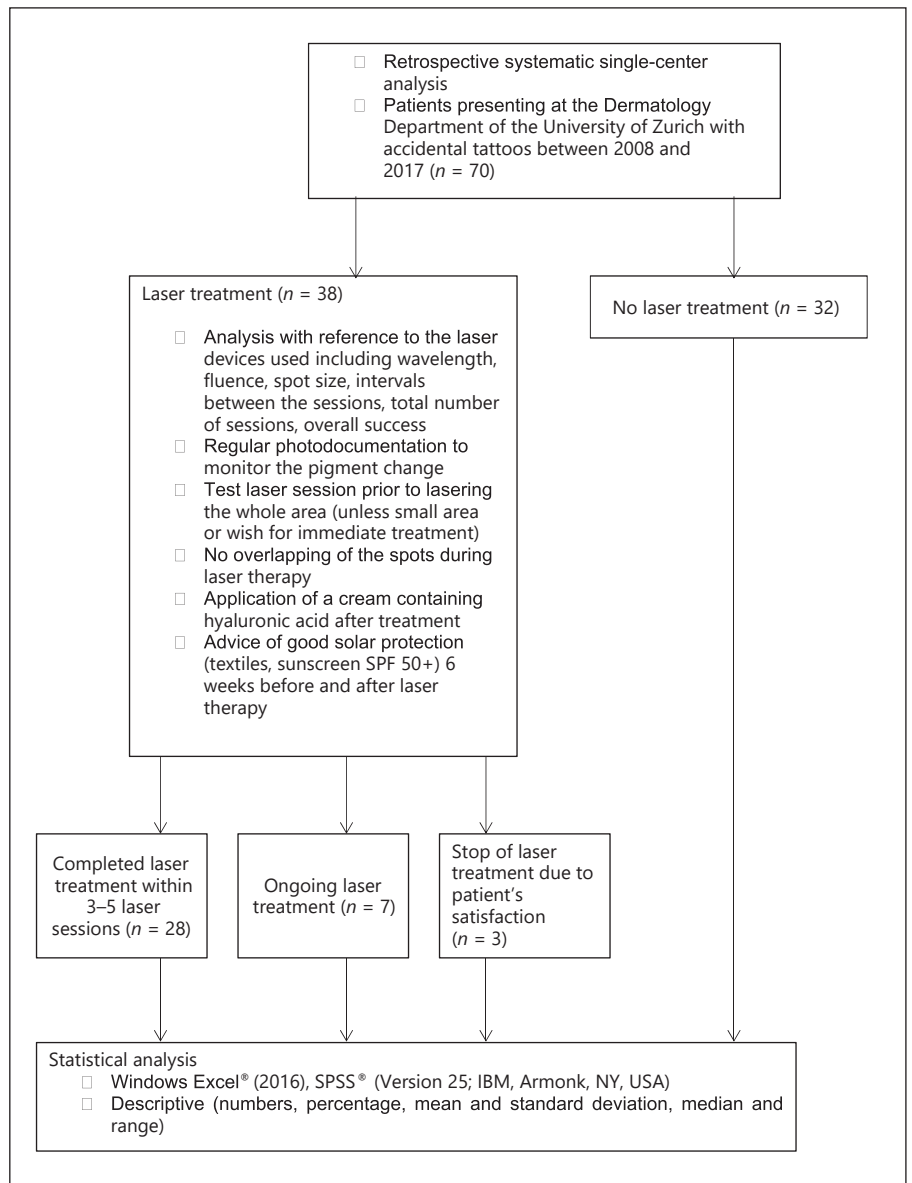 □ Retrospective systematic single-center
analysis
□ Patients presenting at the Dermatology
Department of the University of Zurich with
accidental tattoos between 2008 and
2017 (n = 70)
Laser treatment (n = 38)
□ Analysis with reference to the laser
devices used including wavelength,
fluence, spot size, intervals
between the sessions, total number
of sessions, overall success
□ Regular photodocumentation to
monitor the pigment change
□ Test laser session prior to lasering
the whole area (unless small area
or wish for immediate treatment)
□ No overlapping of the spots during
laser therapy
□ Application of a cream containing
hyaluronic acid after treatment
□ Advice of good solar protection
(textiles, sunscreen SPF 50+) 6
weeks before and after laser
therapy
No laser treatment (n = 32)
Completed laser
treatment within
3–5 laser
sessions (n = 28)
Ongoing laser
treatment (n = 7)
Stop of laser
treatment due to
patient's
satisfaction
(n = 3)
Statistical analysis
□ Windows Excel® (2016), SPSS® (Version 25; IBM, Armonk, NY, USA)
□ Descriptive (numbers, percentage, mean and standard deviation, median and
range)